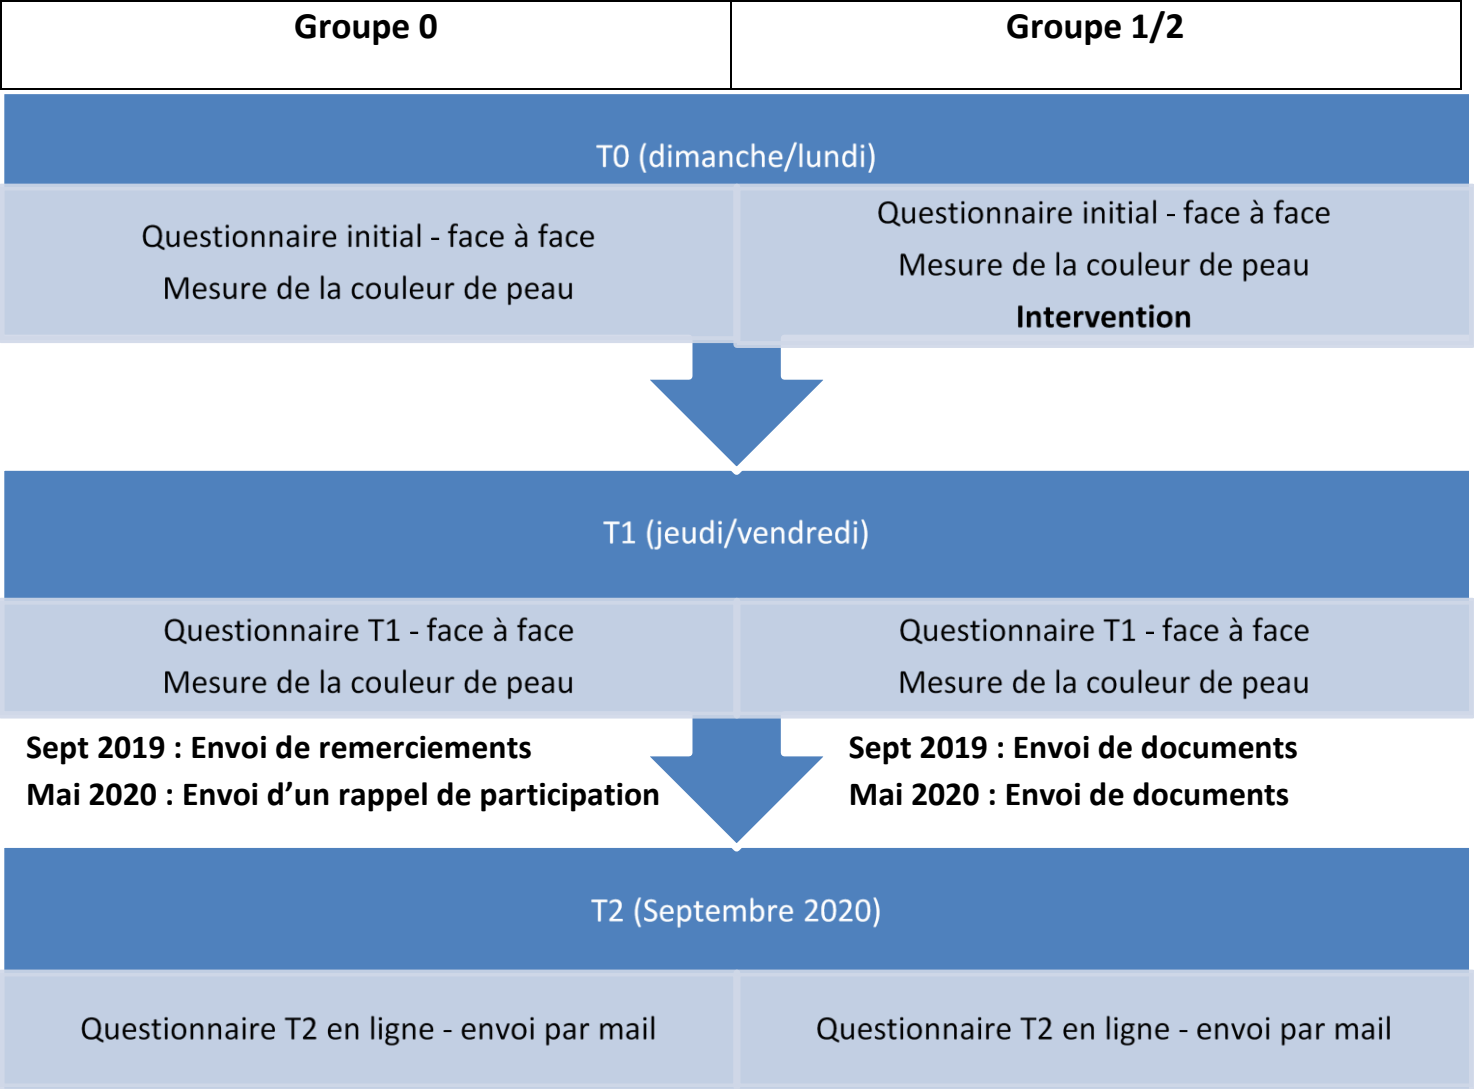 Groupe 0
Groupe 1/2
T0 (dimanche/lundi)
Questionnaire initial - face à face
Mesure de la couleur de peau
Questionnaire initial - face à face
Mesure de la couleur de peau
Intervention
T1 (jeudi/vendredi)
Questionnaire T1 - face à face
Mesure de la couleur de peau
Questionnaire T1 - face à face
Mesure de la couleur de peau
Sept 2019 : Envoi de remerciements
Mai 2020 : Envoi d’un rappel de participation
Sept 2019 : Envoi de documents
Mai 2020 : Envoi de documents
T2 (Septembre 2020)
Questionnaire T2 en ligne - envoi par mail
Questionnaire T2 en ligne - envoi par mail